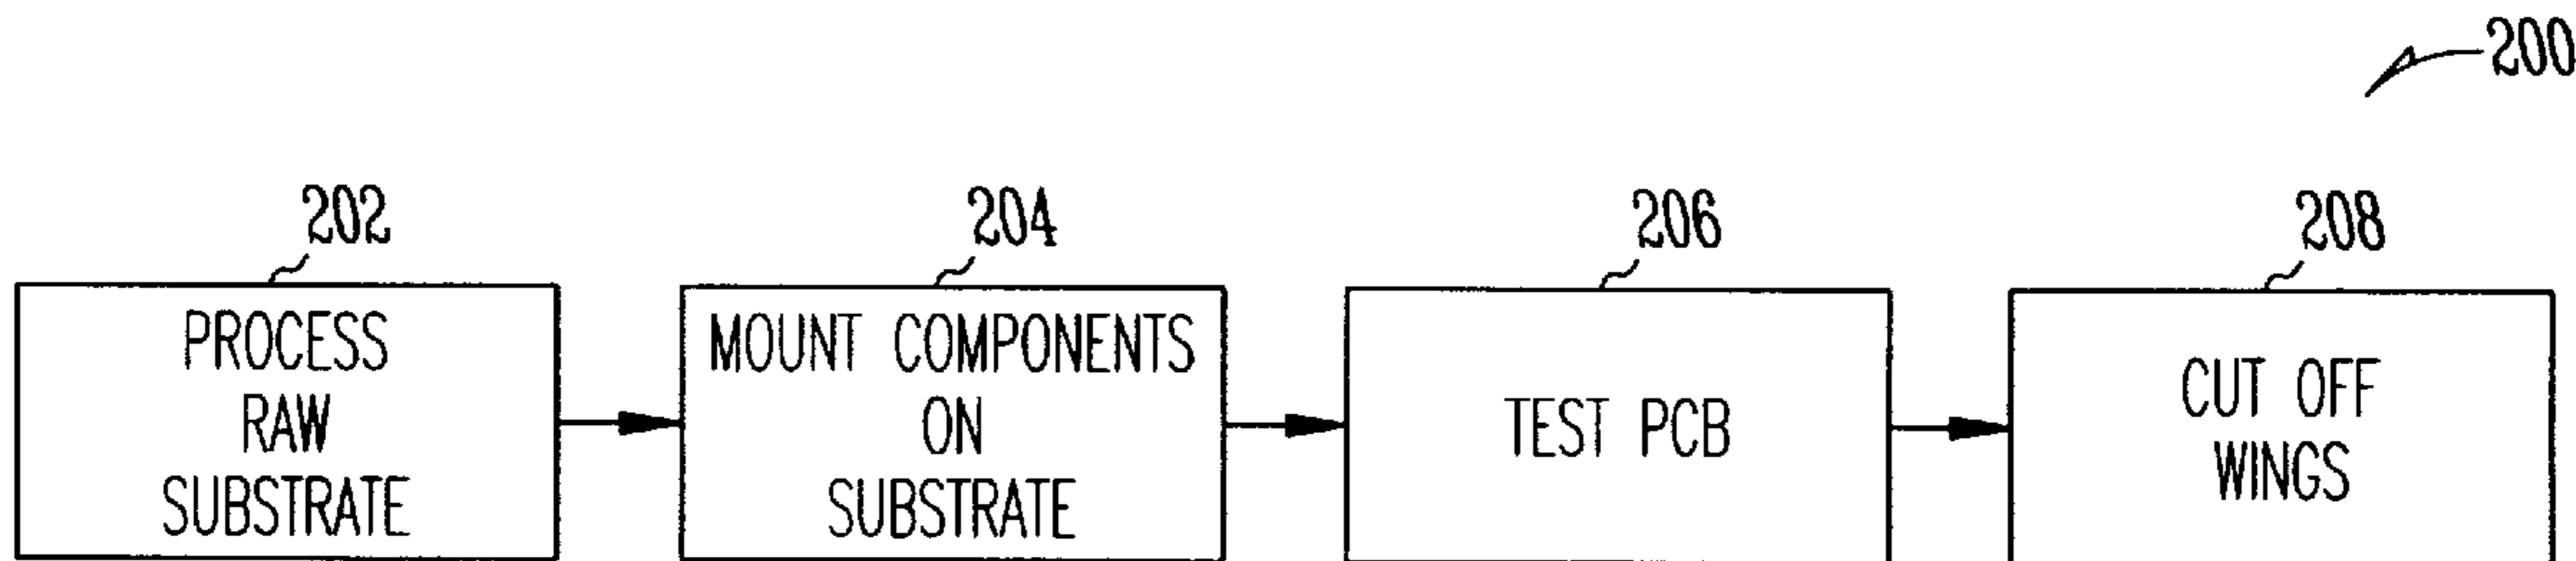 200
202
PROCESS
RAW
SUBSTRATE
204
MOUNT COMPONENTS
ON
SUBSTRATE
206
TEST PCB
208
CUT OFF
WINGS